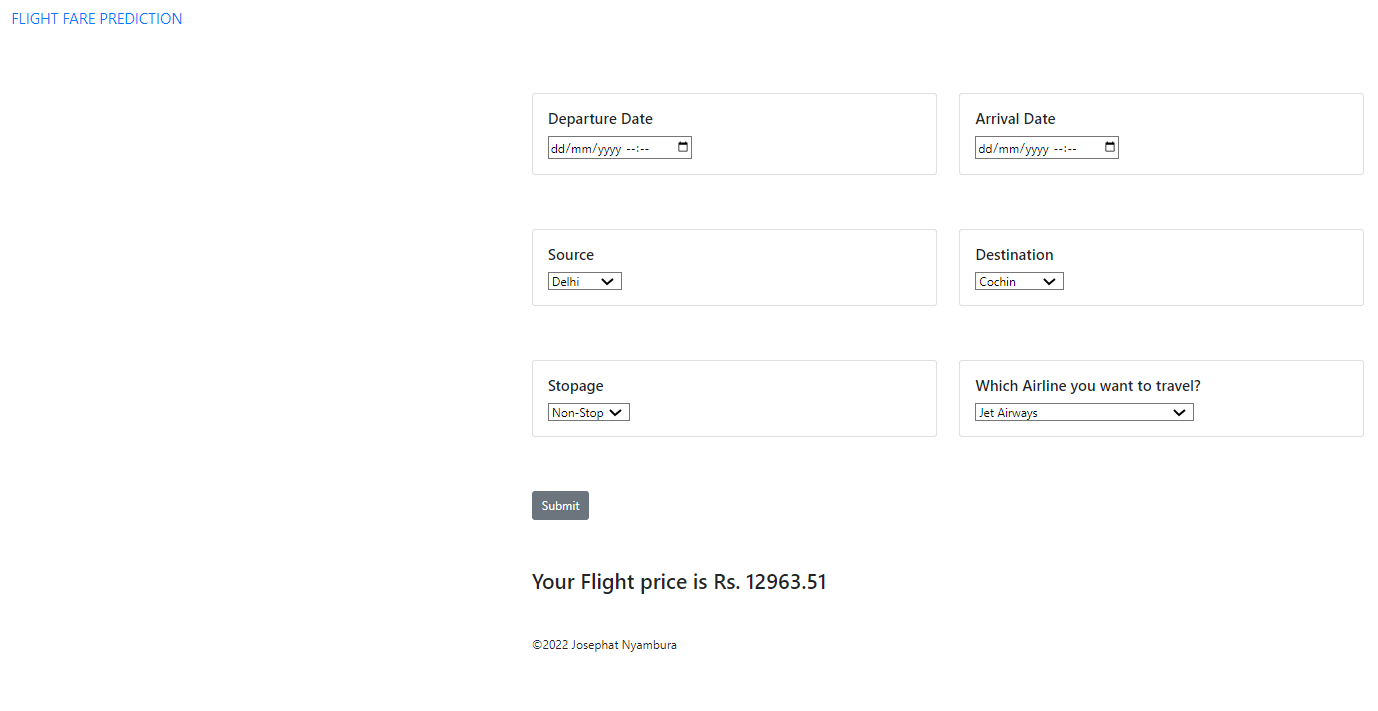 FLIGHT FARE PREDICTION
Departure Date
dd/mm/yyyy --:--
Arrival Date
dd/mm/yyyy --:--
Source
Delhi
Destination
Cochin
Stopage
Non-Stop
Which Airline you want to travel?
Jet Airways
Submit
Your Flight price is Rs. 12963.51
©2022 Josephat Nyambura